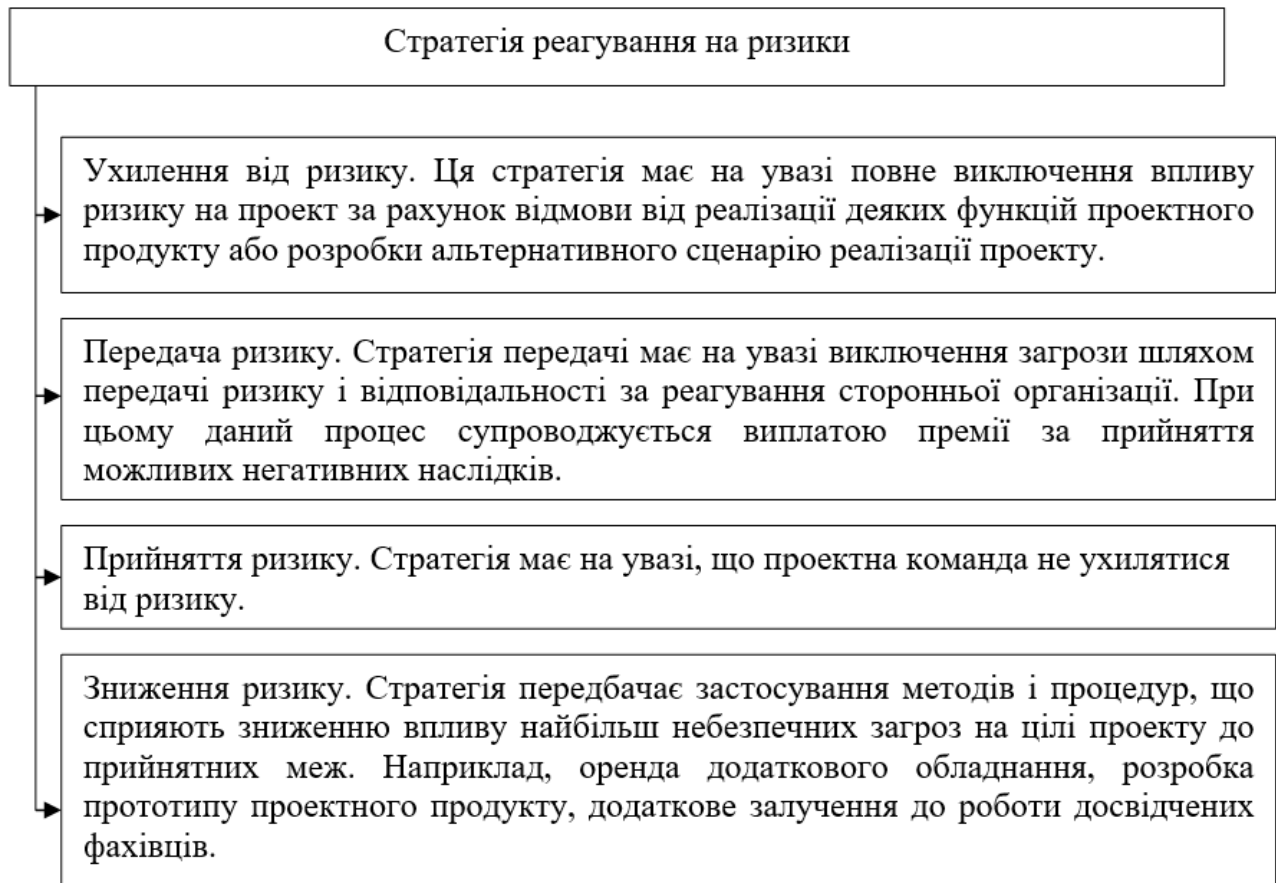 Стратегія реагування на ризики
Ухилення від ризику. Ця стратегія має на увазі повне виключення впливу
ризику на проект за рахунок відмови від реалізації деяких функцій проектного
продукту або розробки альтернативного сценарію реалізації проекту.
Передача ризику. Стратегія передачі має на увазі виключення загрози шляхом
передачі ризику і відповідальності за реагування сторонньої організації. При
цьому даний процес супроводжується виплатою премії за прийняття
можливих негативних наслідків.
Прийняття ризику. Стратегія має на увазі, що проектна команда не ухилятися
від ризику.
Зниження ризику. Стратегія передбачає застосування методів і процедур, що
сприяють зниженню впливу найбільш небезпечних загроз на цілі проекту до
прийнятних меж. Наприклад, оренда додаткового обладнання, розробка
прототипу проектного продукту, додаткове залучення до роботи досвідчених
фахівців.